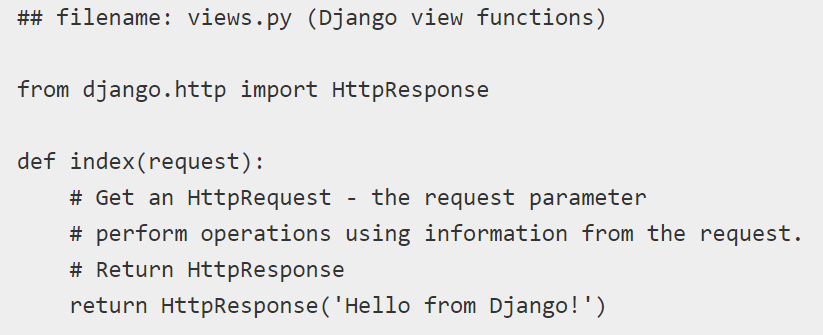 ## filename: views.py (Django view functions)
from django.http import HttpResponse
def index(request):
    # Get an HttpRequest - the request parameter
    # perform operations using information from the request.
    # Return HttpResponse
    return HttpResponse('Hello from Django!')